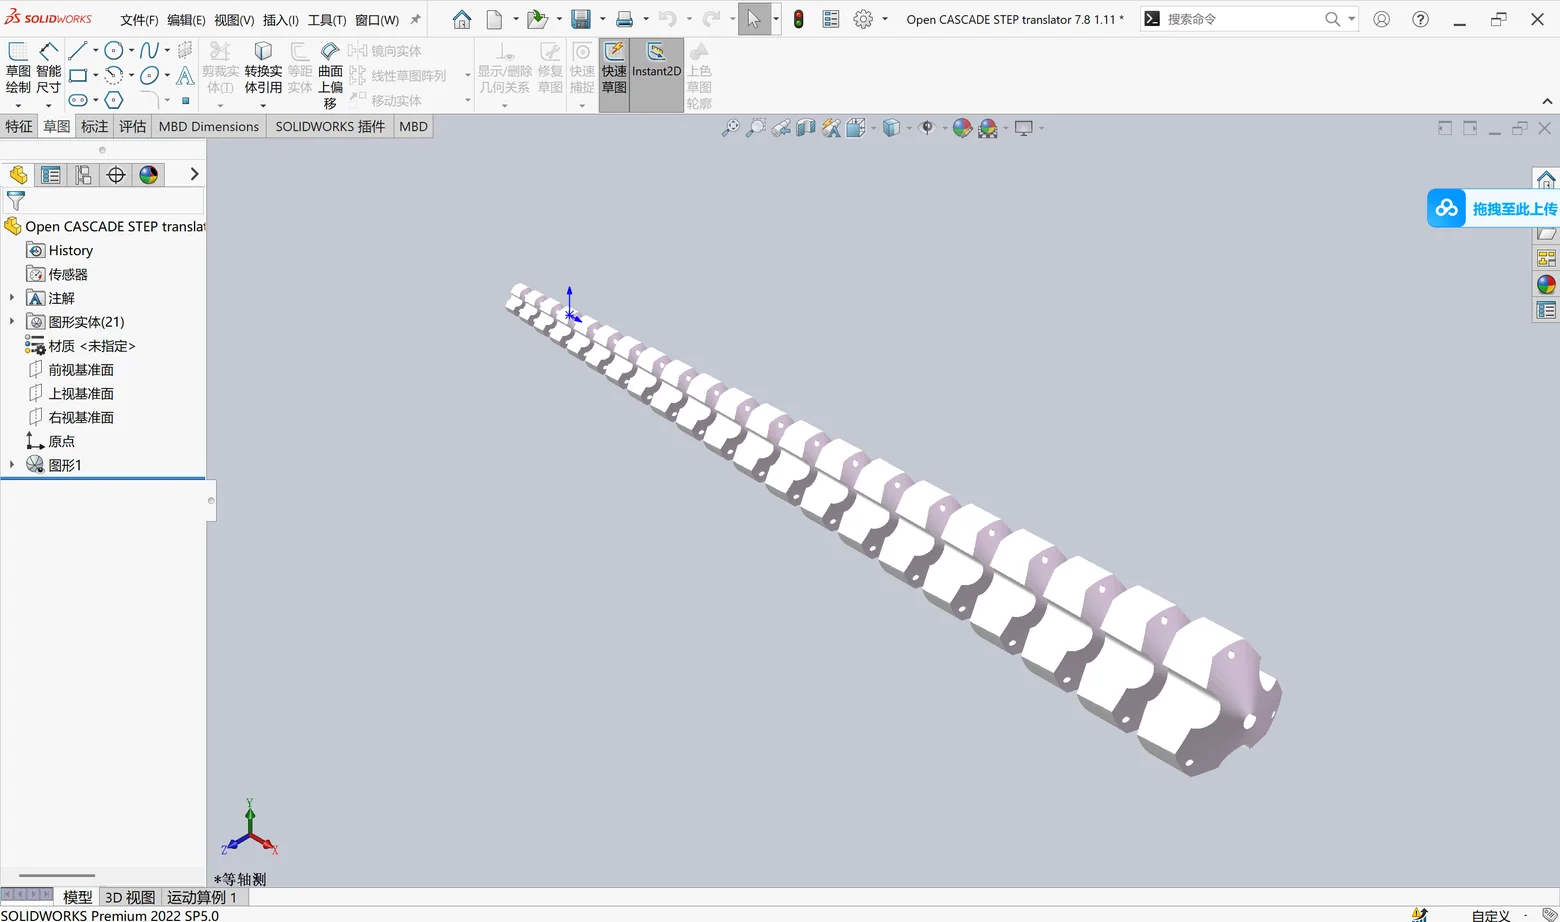 SOLIDWORKS 文件(F) 编辑(E) 视图(V) 插入(I) 工具(T) 窗口(W) Open CASCADE STEP translator 7.8 1.11 * 搜索命令
草图绘制 智能尺寸 剪裁实体(T) 转换实体引用 等距实体 曲面上偏移 镜向实体 线性草图阵列 移动实体 显示/删除几何关系 修复草图 快速捕捉 快速草图 Instant2D 上色草图轮廓
特征 草图 标注 评估 MBD Dimensions SOLIDWORKS 插件 MBD
拖拽至此上传
Open CASCADE STEP translat
History
传感器
注解
图形实体(21)
材质 <未指定>
前视基准面
上视基准面
右视基准面
原点
图形1
Y
Z
X
*等轴测
模型 3D 视图 运动算例 1
SOLIDWORKS Premium 2022 SP5.0 自定义